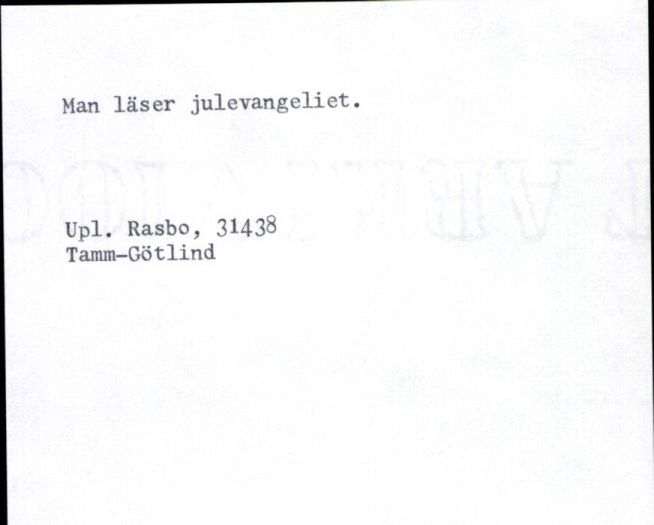 Man läser julevangeliet.
Upl. Rasbo, 31438
Tamm-Götlind